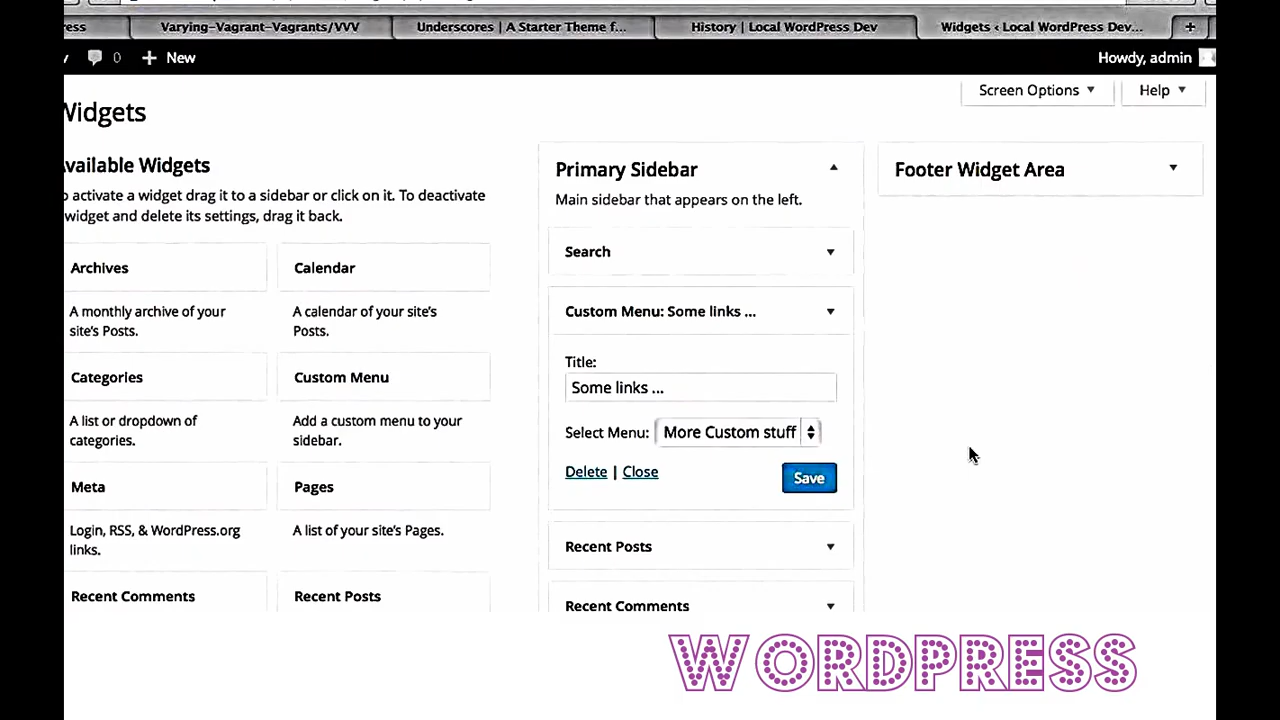 ess
Varying-Vagrant-Vagrants/VVV
Underscores | A Starter Theme f...
History | Local WordPress Dev
Widgets ‹ Local WordPress Dev...
+
0
+ New
Howdy, admin
Screen Options
Help
Widgets
Available Widgets
o activate a widget drag it to a sidebar or click on it. To deactivate
widget and delete its settings, drag it back.
Archives
Calendar
A monthly archive of your
site's Posts.
A calendar of your site's
Posts.
Categories
Custom Menu
A list or dropdown of
categories.
Add a custom menu to your
sidebar.
Meta
Pages
Login, RSS, & WordPress.org
links.
A list of your site's Pages.
Recent Comments
Recent Posts
Primary Sidebar
Main sidebar that appears on the left.
Search
Custom Menu: Some links ...
Title:
Some links ...
Select Menu: More Custom stuff
Delete | Close
Save
Recent Posts
Recent Comments
Footer Widget Area
WORDPRESS